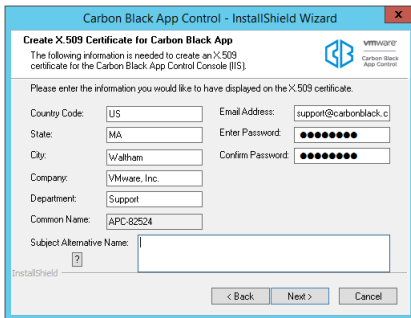 Carbon Black App Control - InstallShield Wizard
x
Create X.509 Certificate for Carbon Black App
The following information is needed to create an X.509
certificate for the Carbon Black App Control Console (IIS).
vmware
Carbon Black
App Control
Please enter the information you would like to have displayed on the X.509 certificate.
Country Code: US
Email Address: support@carbonblack.c
State: MA
Enter Password: ●●●●●●●●
City: Waltham
Confirm Password: ●●●●●●●●
Company: VMware, Inc.
Department: Support
Common Name: APC-82524
Subject Alternative Name:
?
InstallShield
< Back
Next >
Cancel